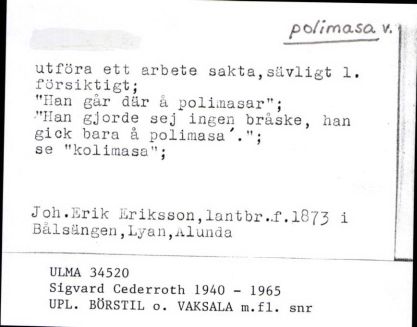 polimasa v.
utföra ett arbete sakta,sävligt l.
försiktigt;
"Han går där å polimasar";
"Han gjorde sej ingen bråske, han
gick bara å polimasa´.";
se "kolimasa";
Joh.Erik Eriksson,lantbr.f.1873 i
Bålsängen,Lyan,Alunda
ULMA 34520
Sigvard Cederroth 1940 - 1965
UPL. BÖRSTIL o. VAKSALA m.fl. snr